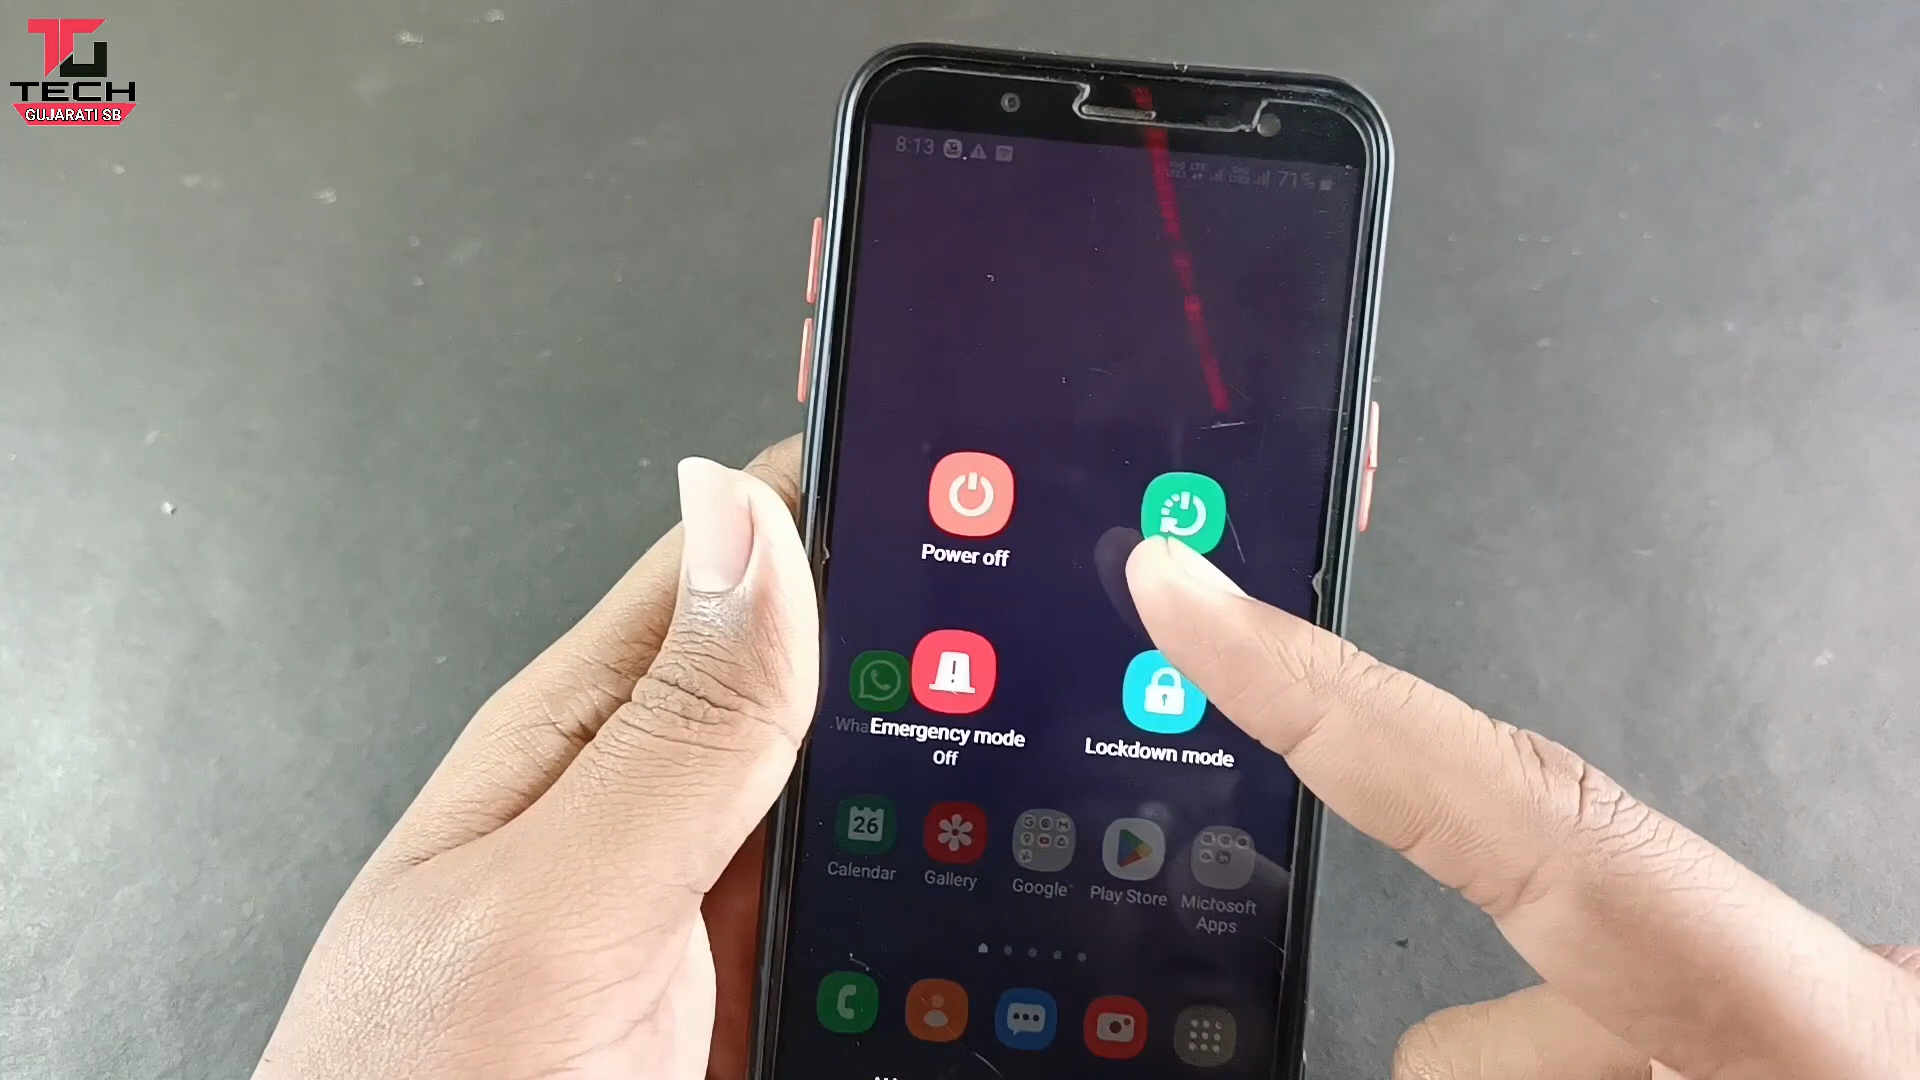 TECH
GUJARATI SB
8:13
71%
Power off
Emergency mode
Off
Lockdown mode
26
Calendar
Gallery
Google
Play Store
Microsoft
Apps